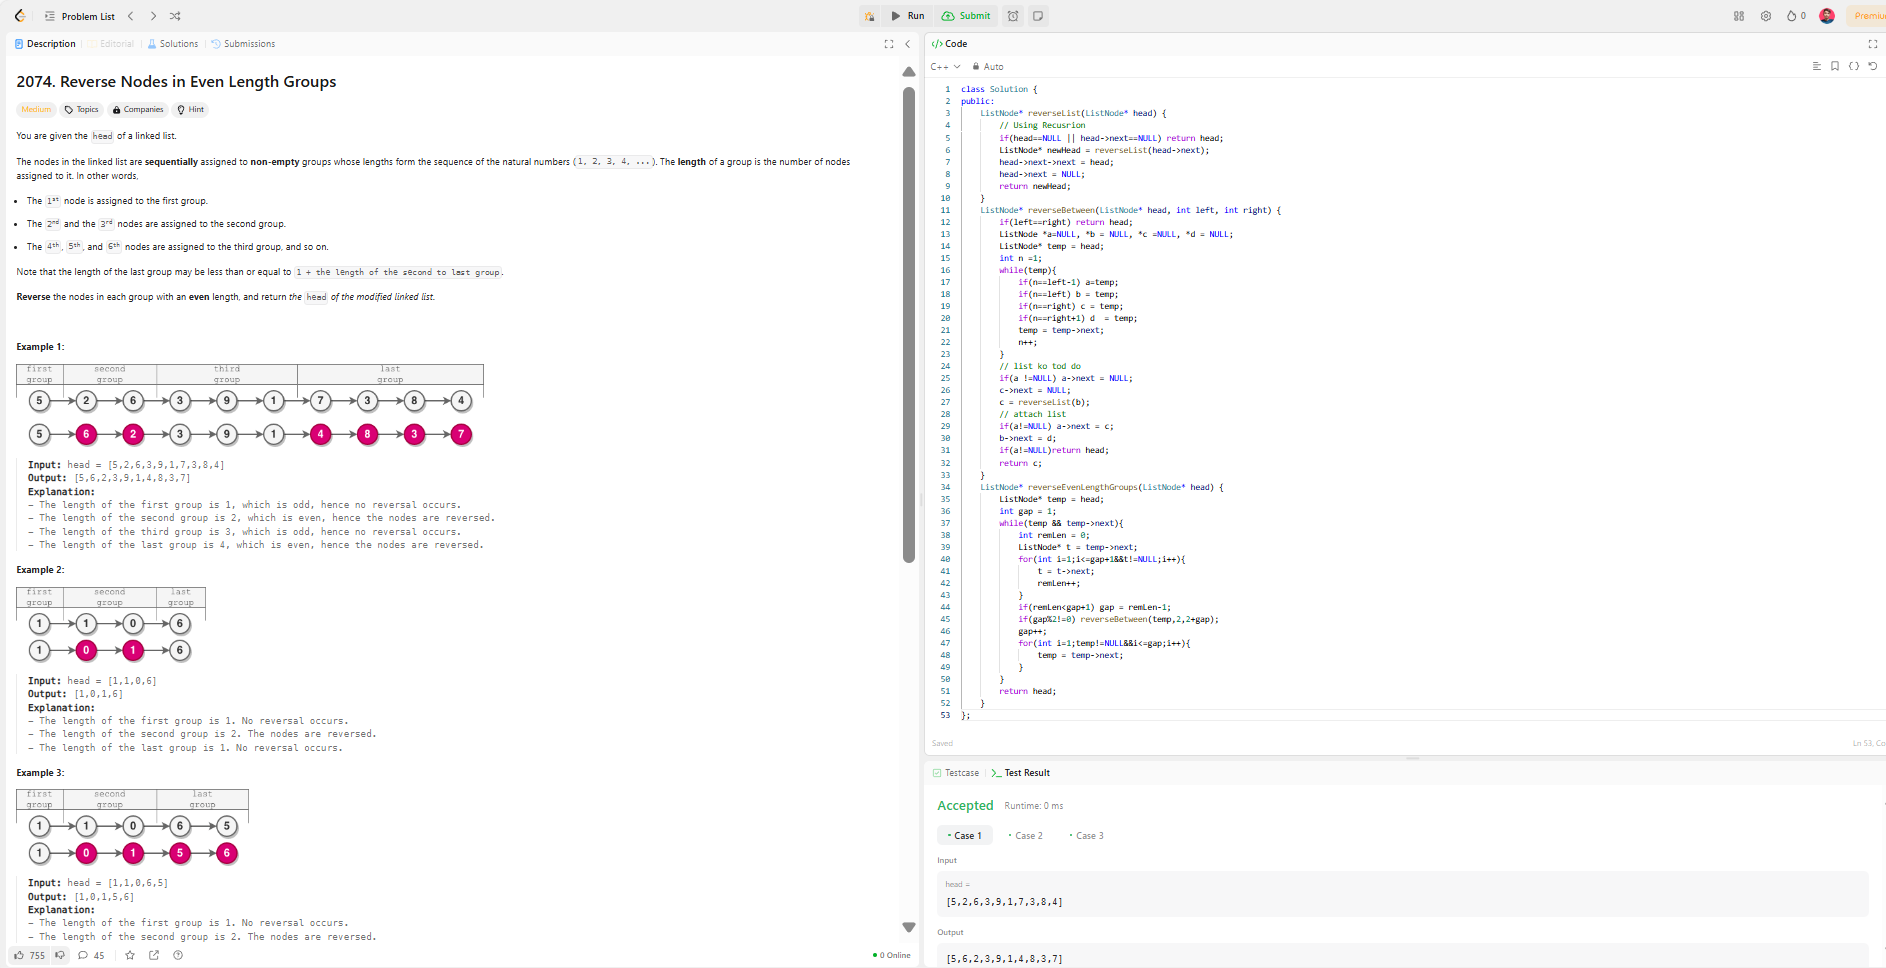 Problem List
Run
Submit
0
Premiu
Description
Editorial
Solutions
Submissions
2074. Reverse Nodes in Even Length Groups
Medium
Topics
Companies
Hint
You are given the head of a linked list.
The nodes in the linked list are sequentially assigned to non-empty groups whose lengths form the sequence of the natural numbers (1, 2, 3, 4, ...). The length of a group is the number of nodes
assigned to it. In other words,
• The 1st node is assigned to the first group.
• The 2nd and the 3rd nodes are assigned to the second group.
• The 4th, 5th, and 6th nodes are assigned to the third group, and so on.
Note that the length of the last group may be less than or equal to 1 + the length of the second to last group.
Reverse the nodes in each group with an even length, and return the head of the modified linked list.
Example 1:
first group second group third group last group
5 2 6 3 9 1 7 3 8 4
5 6 2 3 9 1 4 8 3 7
Input: head = [5,2,6,3,9,1,7,3,8,4]
Output: [5,6,2,3,9,1,4,8,3,7]
Explanation:
- The length of the first group is 1, which is odd, hence no reversal occurs.
- The length of the second group is 2, which is even, hence the nodes are reversed.
- The length of the third group is 3, which is odd, hence no reversal occurs.
- The length of the last group is 4, which is even, hence the nodes are reversed.
Example 2:
first group second group last group
1 1 0 6
1 0 1 6
Input: head = [1,1,0,6]
Output: [1,0,1,6]
Explanation:
- The length of the first group is 1. No reversal occurs.
- The length of the second group is 2. The nodes are reversed.
- The length of the last group is 1. No reversal occurs.
Example 3:
first group second group last group
1 1 0 6 5
1 0 1 5 6
Input: head = [1,1,0,6,5]
Output: [1,0,1,5,6]
Explanation:
- The length of the first group is 1. No reversal occurs.
- The length of the second group is 2. The nodes are reversed.
755
45
0 Online
</> Code
C++
Auto
1 class Solution {
2 public:
3 ListNode* reverseList(ListNode* head) {
4 // Using Recusrion
5 if(head==NULL || head->next==NULL) return head;
6 ListNode* newHead = reverseList(head->next);
7 head->next->next = head;
8 head->next = NULL;
9 return newHead;
10 }
11 ListNode* reverseBetween(ListNode* head, int left, int right) {
12 if(left==right) return head;
13 ListNode *a=NULL, *b = NULL, *c =NULL, *d = NULL;
14 ListNode* temp = head;
15 int n =1;
16 while(temp){
17 if(n==left-1) a=temp;
18 if(n==left) b = temp;
19 if(n==right) c = temp;
20 if(n==right+1) d  = temp;
21 temp = temp->next;
22 n++;
23 }
24 // list ko tod do
25 if(a !=NULL) a->next = NULL;
26 c->next = NULL;
27 c = reverseList(b);
28 // attach list
29 if(a!=NULL) a->next = c;
30 b->next = d;
31 if(a!=NULL)return head;
32 return c;
33 }
34 ListNode* reverseEvenLengthGroups(ListNode* head) {
35 ListNode* temp = head;
36 int gap = 1;
37 while(temp && temp->next){
38 int remLen = 0;
39 ListNode* t = temp->next;
40 for(int i=1;i<=gap+1&&t!=NULL;i++){
41 t = t->next;
42 remLen++;
43 }
44 if(remLen<gap+1) gap = remLen-1;
45 if(gap%2!=0) reverseBetween(temp,2,2+gap);
46 gap++;
47 for(int i=1;temp!=NULL&&i<=gap;i++){
48 temp = temp->next;
49 }
50 }
51 return head;
52 }
53 };
Saved
Ln 53, Co
Testcase
>_ Test Result
Accepted
Runtime: 0 ms
• Case 1
• Case 2
• Case 3
Input
head =
[5,2,6,3,9,1,7,3,8,4]
Output
[5,6,2,3,9,1,4,8,3,7]